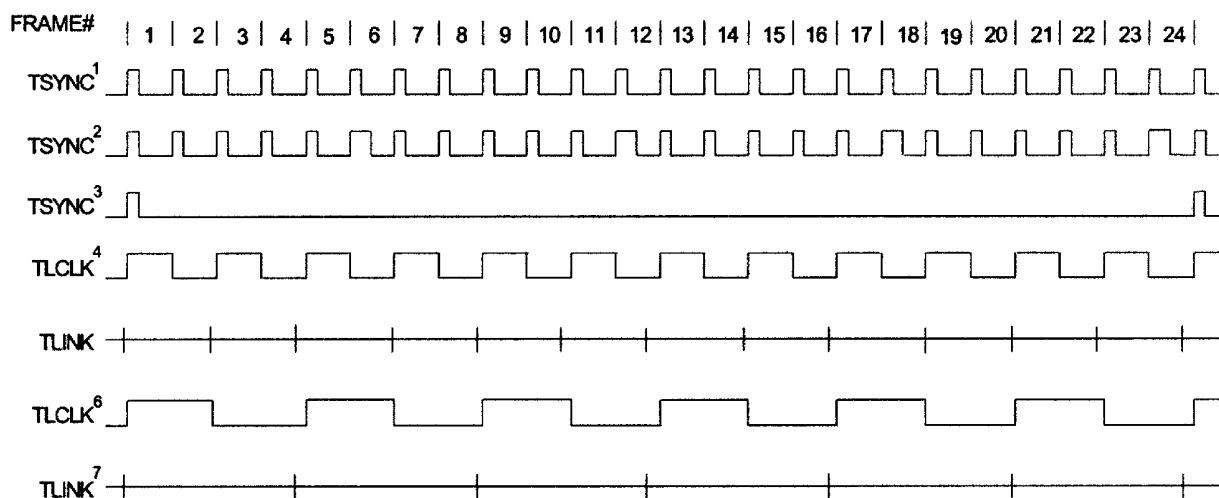 FRAME# | 1 | 2 | 3 | 4 | 5 | 6 | 7 | 8 | 9 | 10 | 11 | 12 | 13 | 14 | 15 | 16 | 17 | 18 | 19 | 20 | 21 | 22 | 23 | 24 |
TSYNC¹
TSYNC²
TSYNC³
TLCLK⁴
TLINK
TLCLK⁶
TLINK⁷